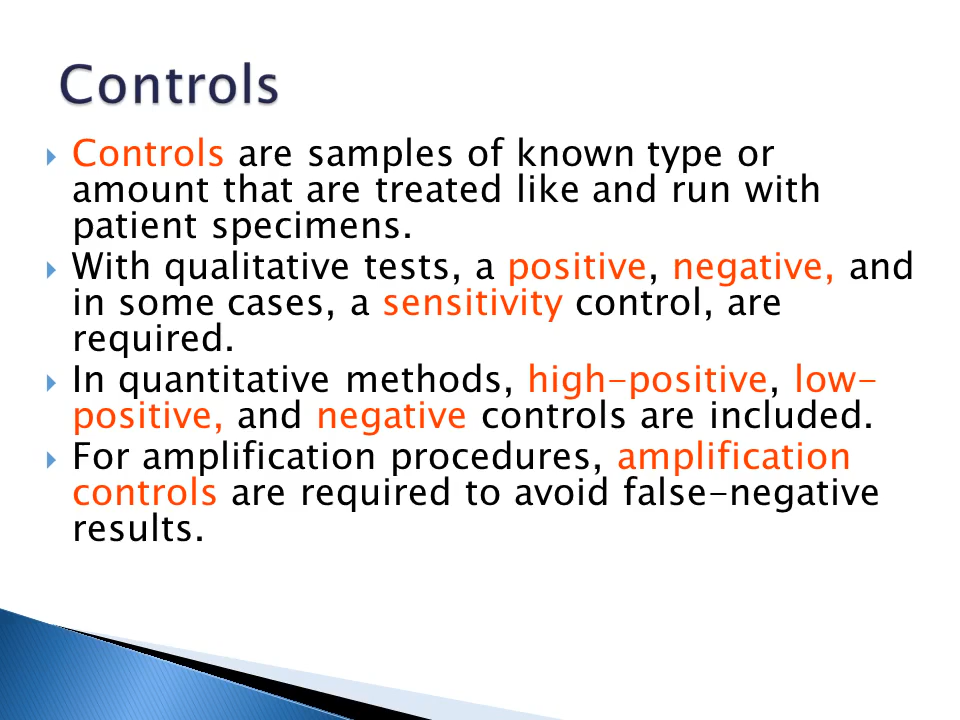 Controls
Controls are samples of known type or
amount that are treated like and run with
patient specimens.
With qualitative tests, a positive, negative, and
in some cases, a sensitivity control, are
required.
In quantitative methods, high-positive, low-
positive, and negative controls are included.
For amplification procedures, amplification
controls are required to avoid false-negative
results.